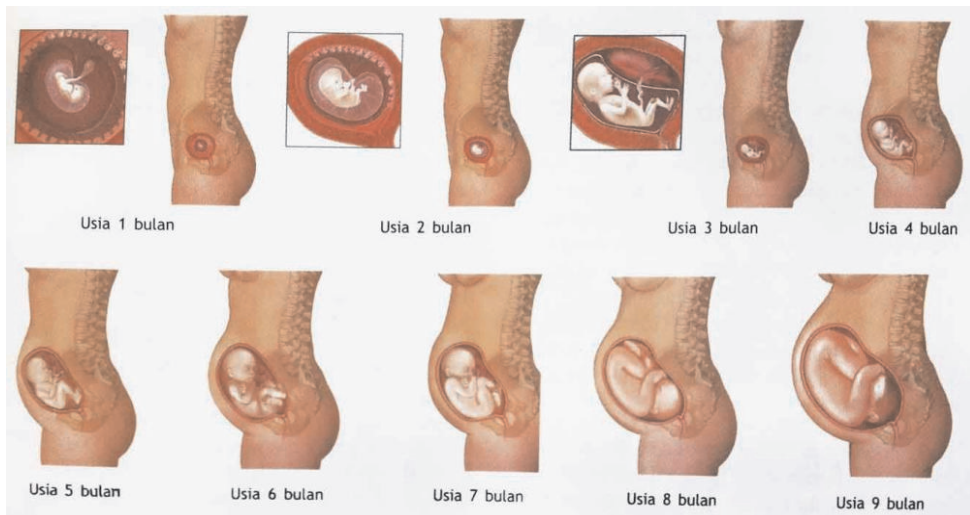 Usia 1 bulan
Usia 2 bulan
Usia 3 bulan
Usia 4 bulan
Usia 5 bulan
Usia 6 bulan
Usia 7 bulan
Usia 8 bulan
Usia 9 bulan